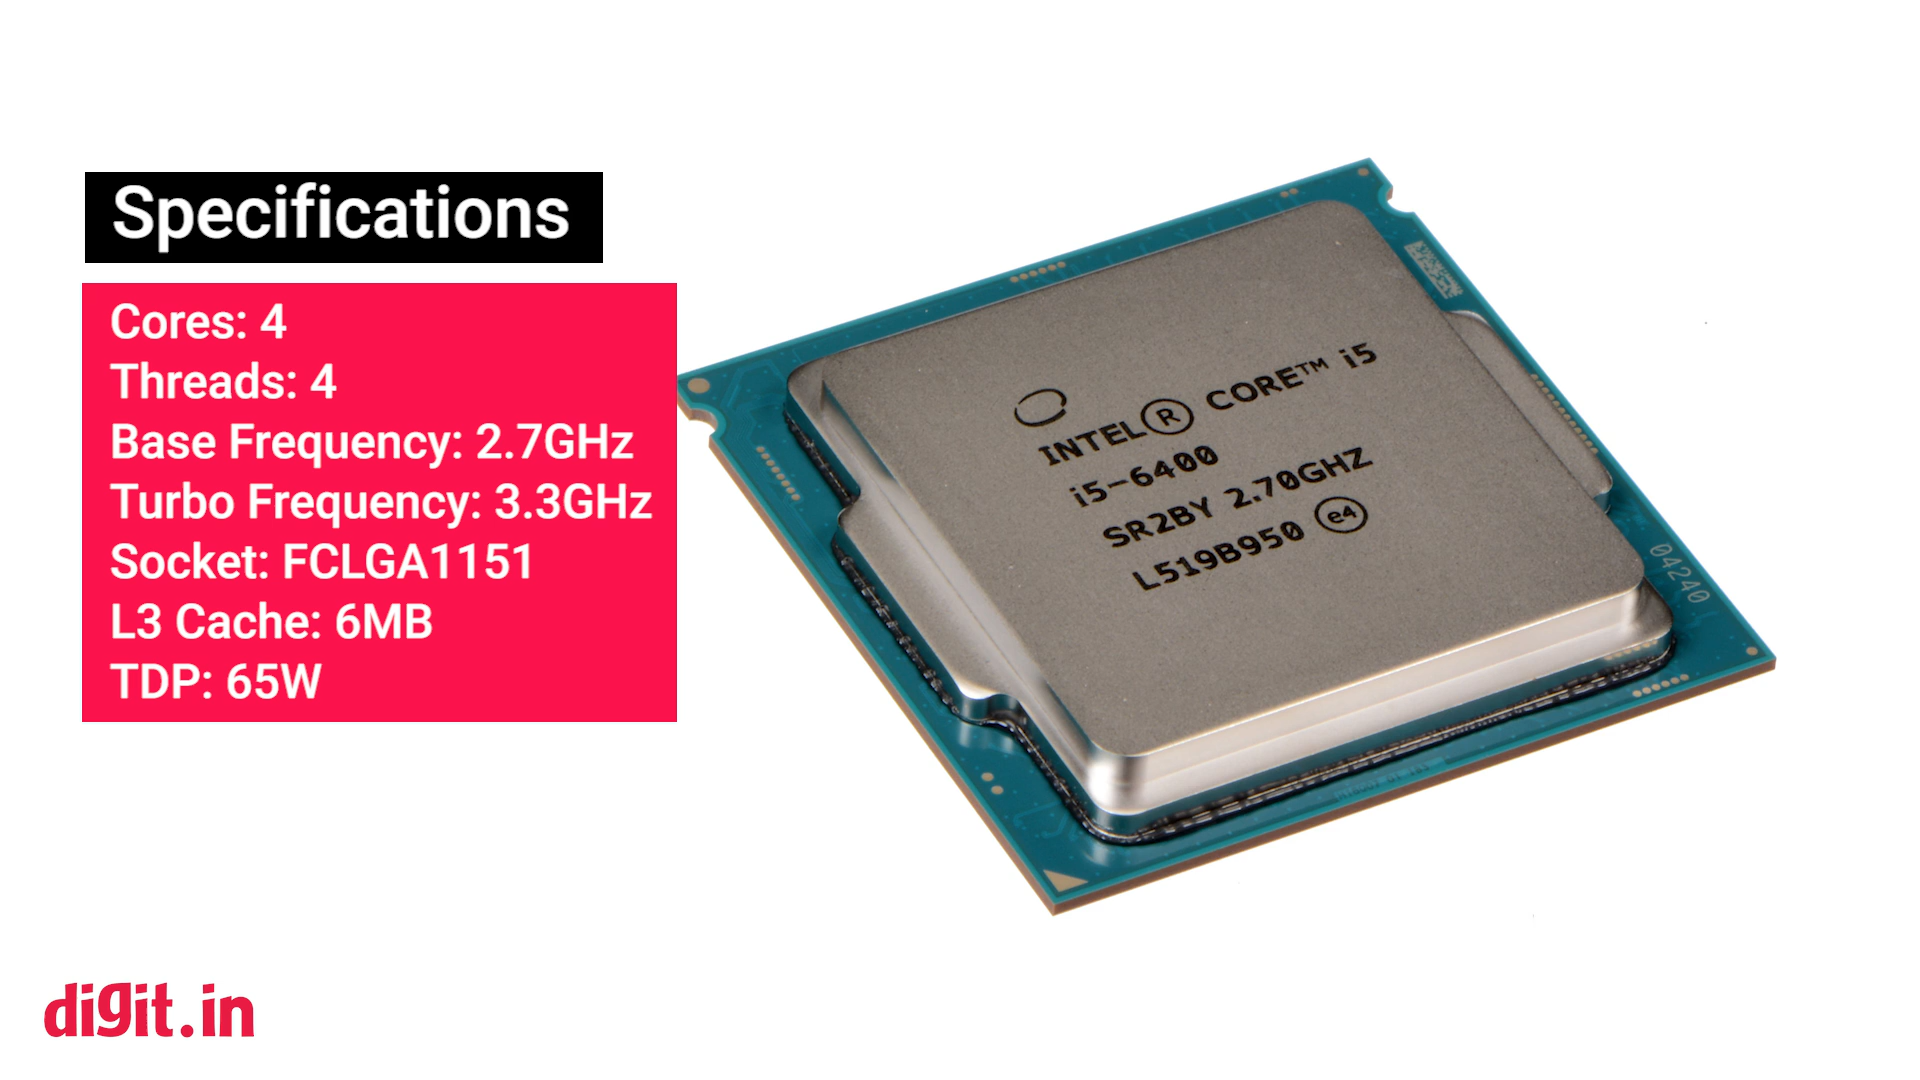 Specifications
Cores: 4
Threads: 4
Base Frequency: 2.7GHz
Turbo Frequency: 3.3GHz
Socket: FCLGA1151
L3 Cache: 6MB
TDP: 65W
INTEL® CORE™ i5
i5-6400
SR2BY 2.70GHZ
L519B950 e4
04240
digit.in